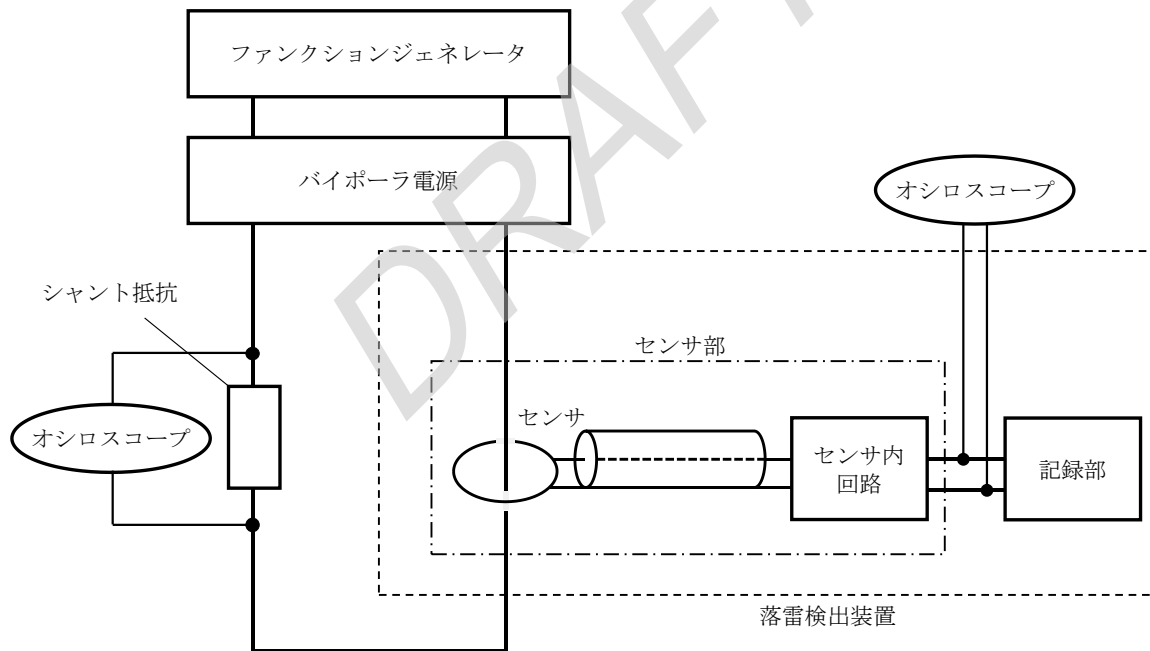 ファンクションジェネレータ
バイポーラ電源
オシロスコープ
シャント抵抗
センサ部
センサ
オシロスコープ
センサ内
回路
記録部
落雷検出装置
DRAF